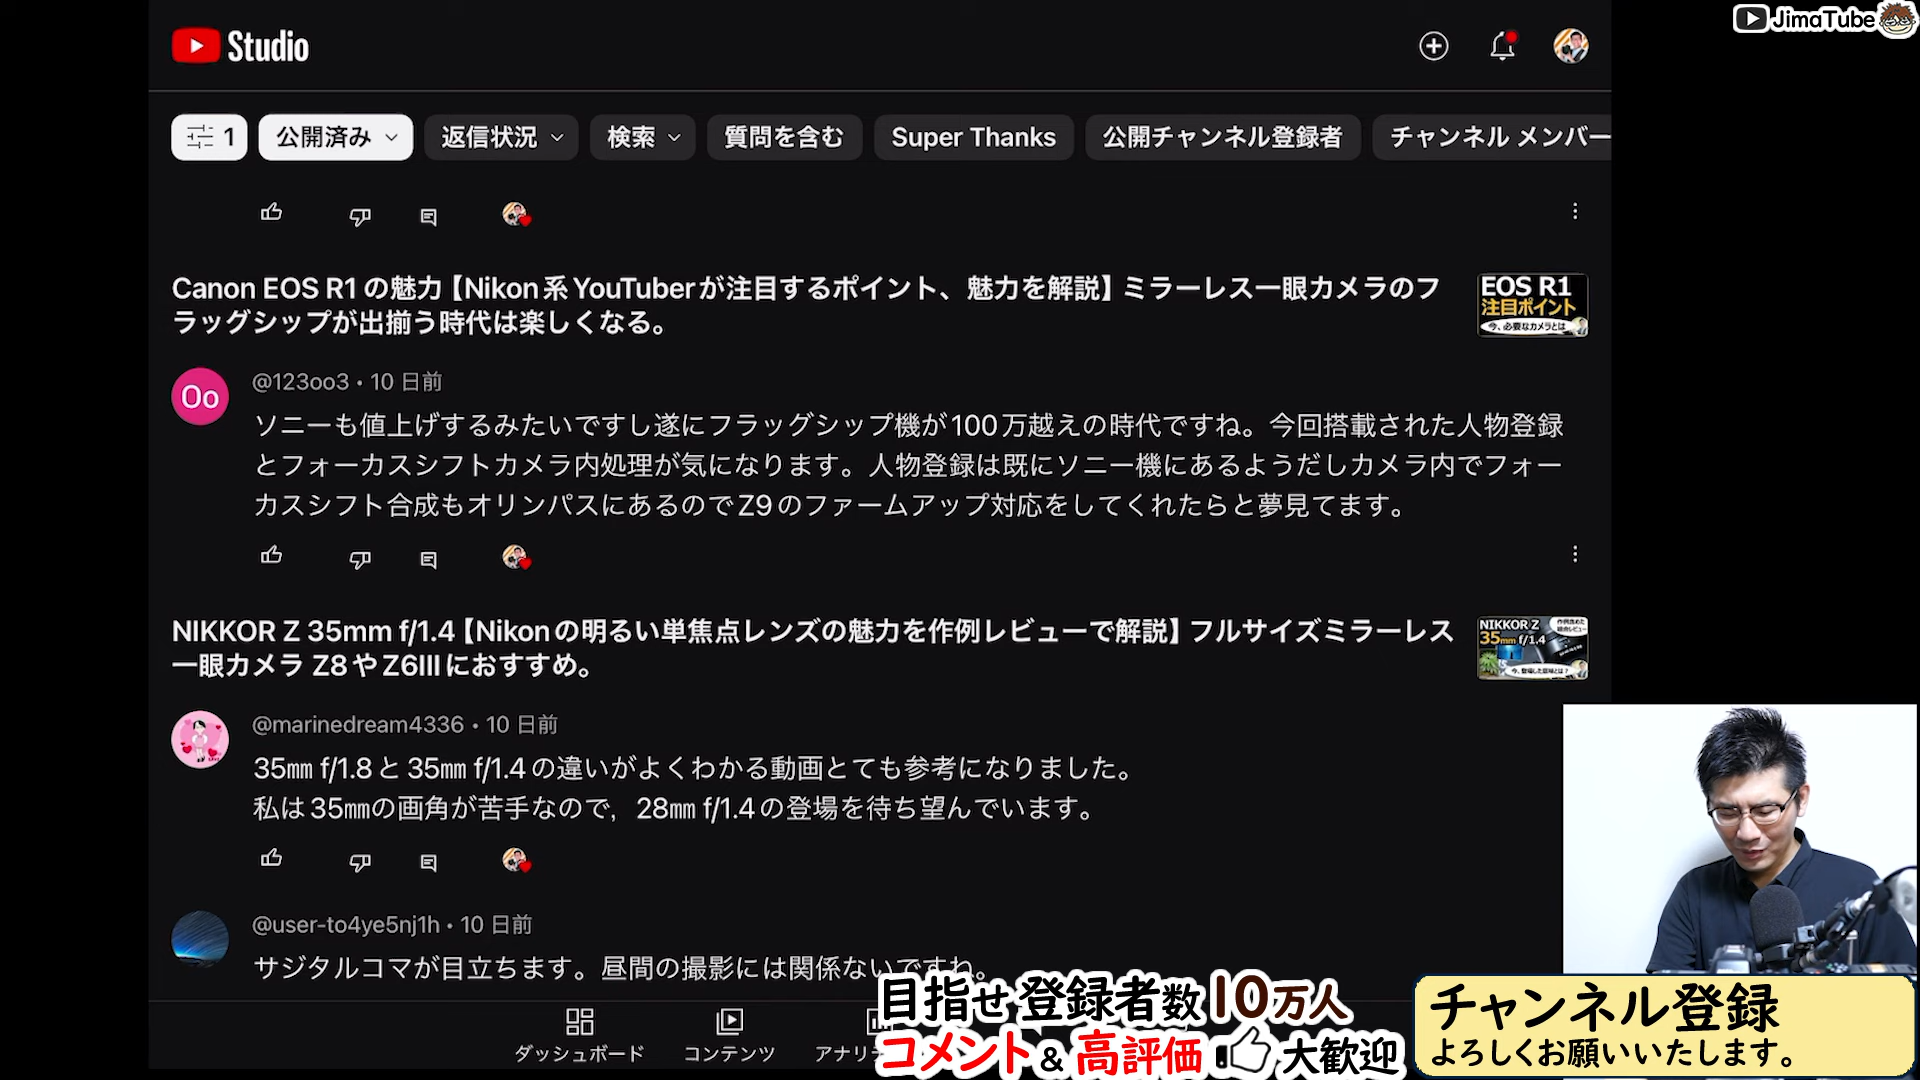 JimaTube
Studio
1
公開済み
返信状況
検索
質問を含む
Super Thanks
公開チャンネル登録者
チャンネル メンバー
Canon EOS R1の魅力【Nikon系YouTuberが注目するポイント、魅力を解説】ミラーレス一眼カメラのフ
ラッグシップが出揃う時代は楽しくなる。
EOS R1
注目ポイント
今、必要なカメラとは
Oo
@123oo3・10 日前
ソニーも値上げするみたいですし遂にフラッグシップ機が100万越えの時代ですね。今回搭載された人物登録
とフォーカスシフトカメラ内処理が気になります。人物登録は既にソニー機にあるようだしカメラ内でフォー
カスシフト合成もオリンパスにあるのでZ9のファームアップ対応をしてくれたらと夢見てます。
NIKKOR Z 35mm f/1.4【Nikonの明るい単焦点レンズの魅力を作例レビューで解説】フルサイズミラーレス
一眼カメラ Z8やZ6IIIにおすすめ。
NIKKOR Z
35mm f/1.4
@marinedream4336・10 日前
35㎜ f/1.8と35㎜ f/1.4の違いがよくわかる動画とても参考になりました。
私は35㎜の画角が苦手なので，28㎜ f/1.4の登場を待ち望んでいます。
@user-to4ye5nj1h・10 日前
サジタルコマが目立ちます。昼間の撮影には関係ないですね。
ダッシュボード
コンテンツ
アナリ
目指せ 登録者数10万人
コメント&高評価 大歓迎
チャンネル登録
よろしくお願いいたします。